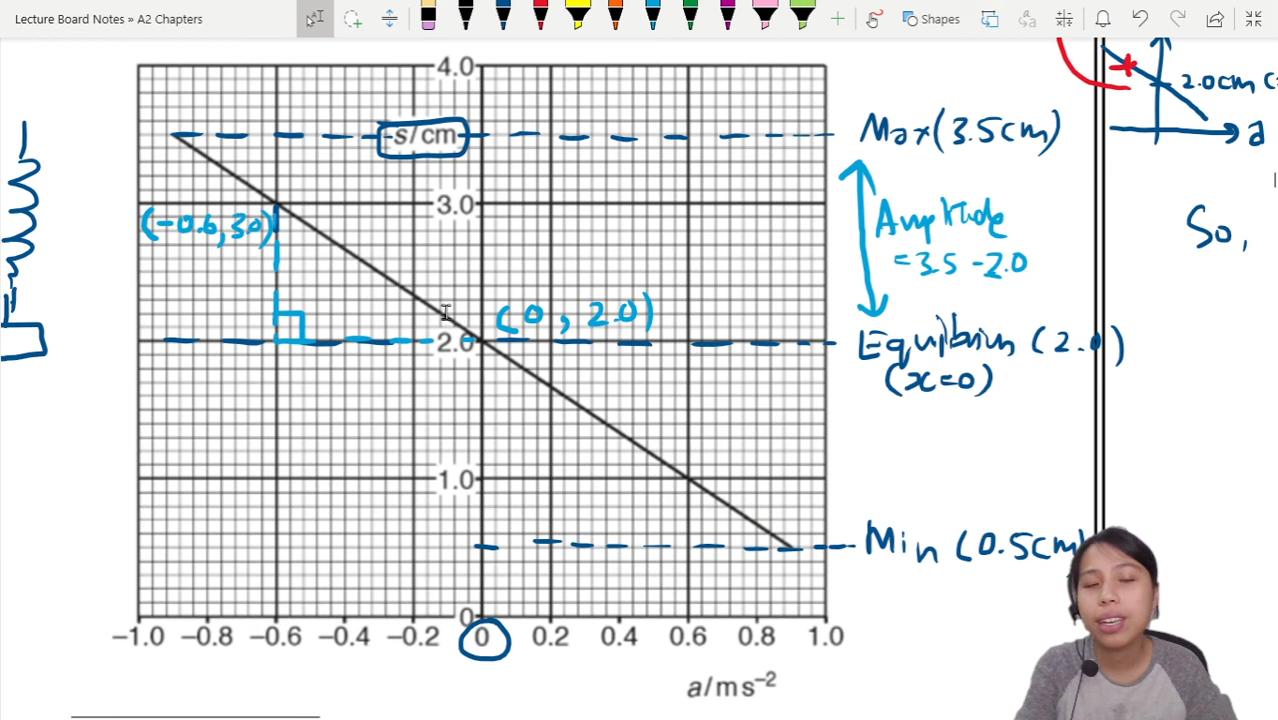 Lecture Board Notes » A2 Chapters
Shapes
4.0
s/cm
Max(3.5cm)
2.0cm
a
3.0
(-0.6,3.0)
Amplitude
= 3.5 - 2.0
So,
(0, 2.0)
2.0
Equilibrium (2.0)
(x=0)
1.0
Min (0.5cm)
0
−1.0 −0.8 −0.6 −0.4 −0.2 0 0.2 0.4 0.6 0.8 1.0
a/ms⁻²